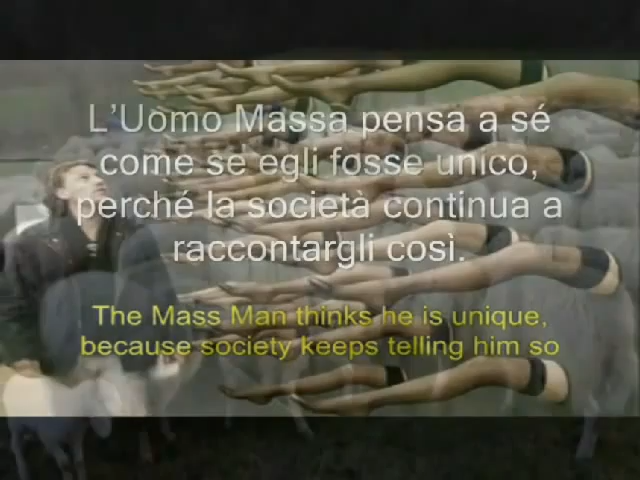 L'Uomo Massa pensa a sé
come se egli fosse unico,
perché la società continua a
raccontargli così.
The Mass Man thinks he is unique,
because society keeps telling him so